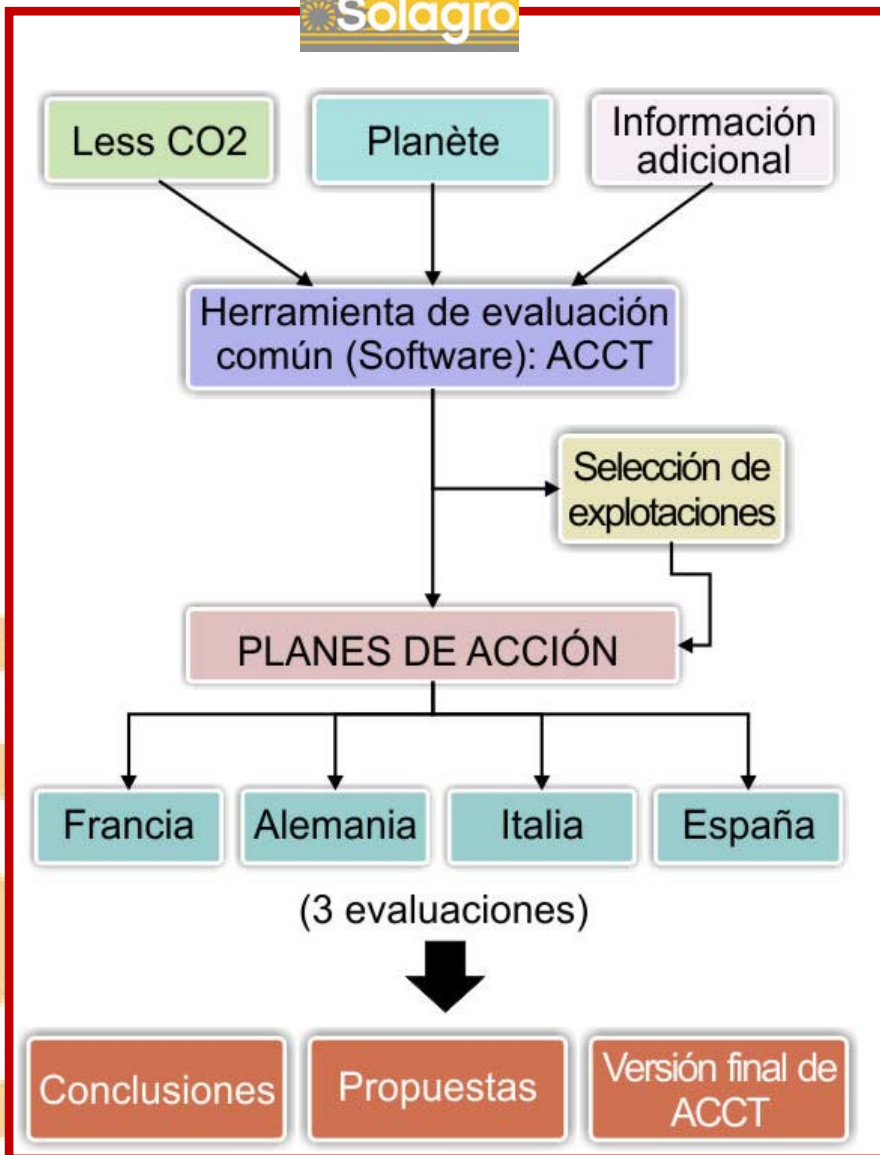 Solagro
Less CO2
Planète
Información
adicional
Herramienta de evaluación
común (Software): ACCT
Selección de
explotaciones
PLANES DE ACCIÓN
Francia
Alemania
Italia
España
(3 evaluaciones)
Conclusiones
Propuestas
Versión final de
ACCT